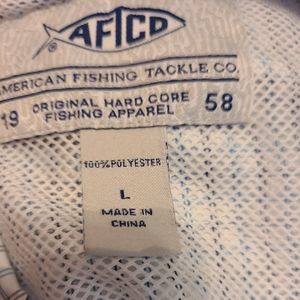 AFTCO
AMERICAN FISHING TACKLE CO.
19 ORIGINAL HARD CORE 58
FISHING APPAREL
100% POLYESTER
L
MADE IN
CHINA